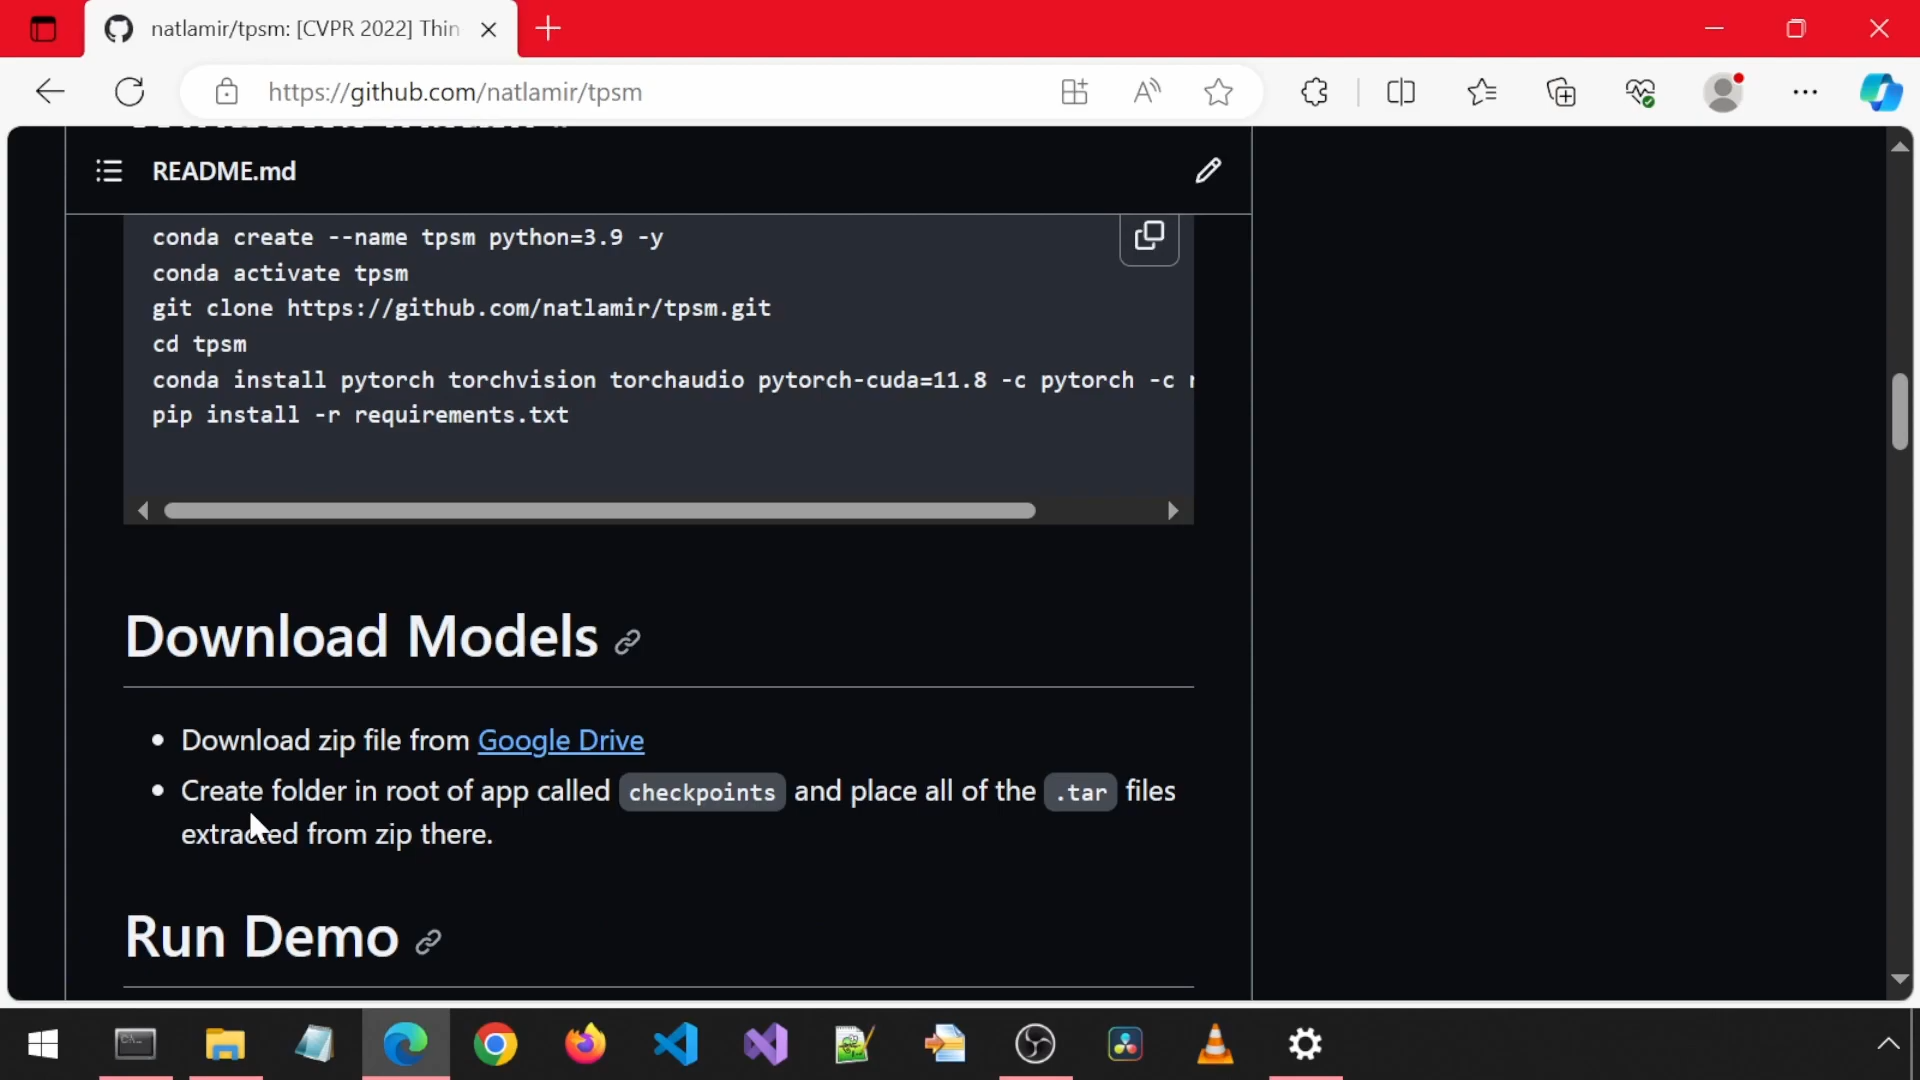 natlamir/tpsm: [CVPR 2022] Thin
https://github.com/natlamir/tpsm
README.md
conda create --name tpsm python=3.9 -y
conda activate tpsm
git clone https://github.com/natlamir/tpsm.git
cd tpsm
conda install pytorch torchvision torchaudio pytorch-cuda=11.8 -c pytorch -c
pip install -r requirements.txt
Download Models
• Download zip file from Google Drive
• Create folder in root of app called checkpoints and place all of the .tar files
extracted from zip there.
Run Demo